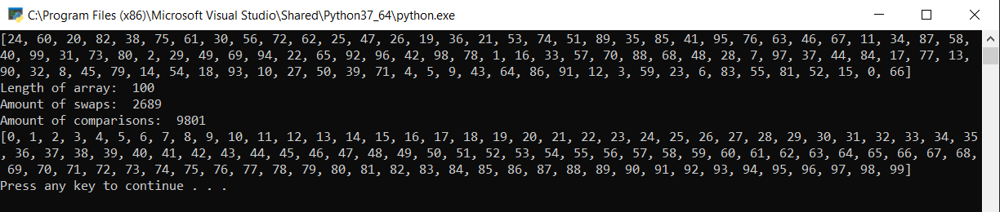 C:\Program Files (x86)\Microsoft Visual Studio\Shared\Python37_64\python.exe
[24, 60, 20, 82, 38, 75, 61, 30, 56, 72, 62, 25, 47, 26, 19, 36, 21, 53, 74, 51, 89, 35, 85, 41, 95, 76, 63, 46, 67, 11, 34, 87, 58,
40, 99, 31, 73, 80, 2, 29, 49, 69, 94, 22, 65, 92, 96, 42, 98, 78, 1, 16, 33, 57, 70, 88, 68, 48, 28, 7, 97, 37, 44, 84, 17, 77, 13,
90, 32, 8, 45, 79, 14, 54, 18, 93, 10, 27, 50, 39, 71, 4, 5, 9, 43, 64, 86, 91, 12, 3, 59, 23, 6, 83, 55, 81, 52, 15, 0, 66]
Length of array:  100
Amount of swaps:  2689
Amount of comparisons:  9801
[0, 1, 2, 3, 4, 5, 6, 7, 8, 9, 10, 11, 12, 13, 14, 15, 16, 17, 18, 19, 20, 21, 22, 23, 24, 25, 26, 27, 28, 29, 30, 31, 32, 33, 34, 35
, 36, 37, 38, 39, 40, 41, 42, 43, 44, 45, 46, 47, 48, 49, 50, 51, 52, 53, 54, 55, 56, 57, 58, 59, 60, 61, 62, 63, 64, 65, 66, 67, 68,
 69, 70, 71, 72, 73, 74, 75, 76, 77, 78, 79, 80, 81, 82, 83, 84, 85, 86, 87, 88, 89, 90, 91, 92, 93, 94, 95, 96, 97, 98, 99]
Press any key to continue . . .